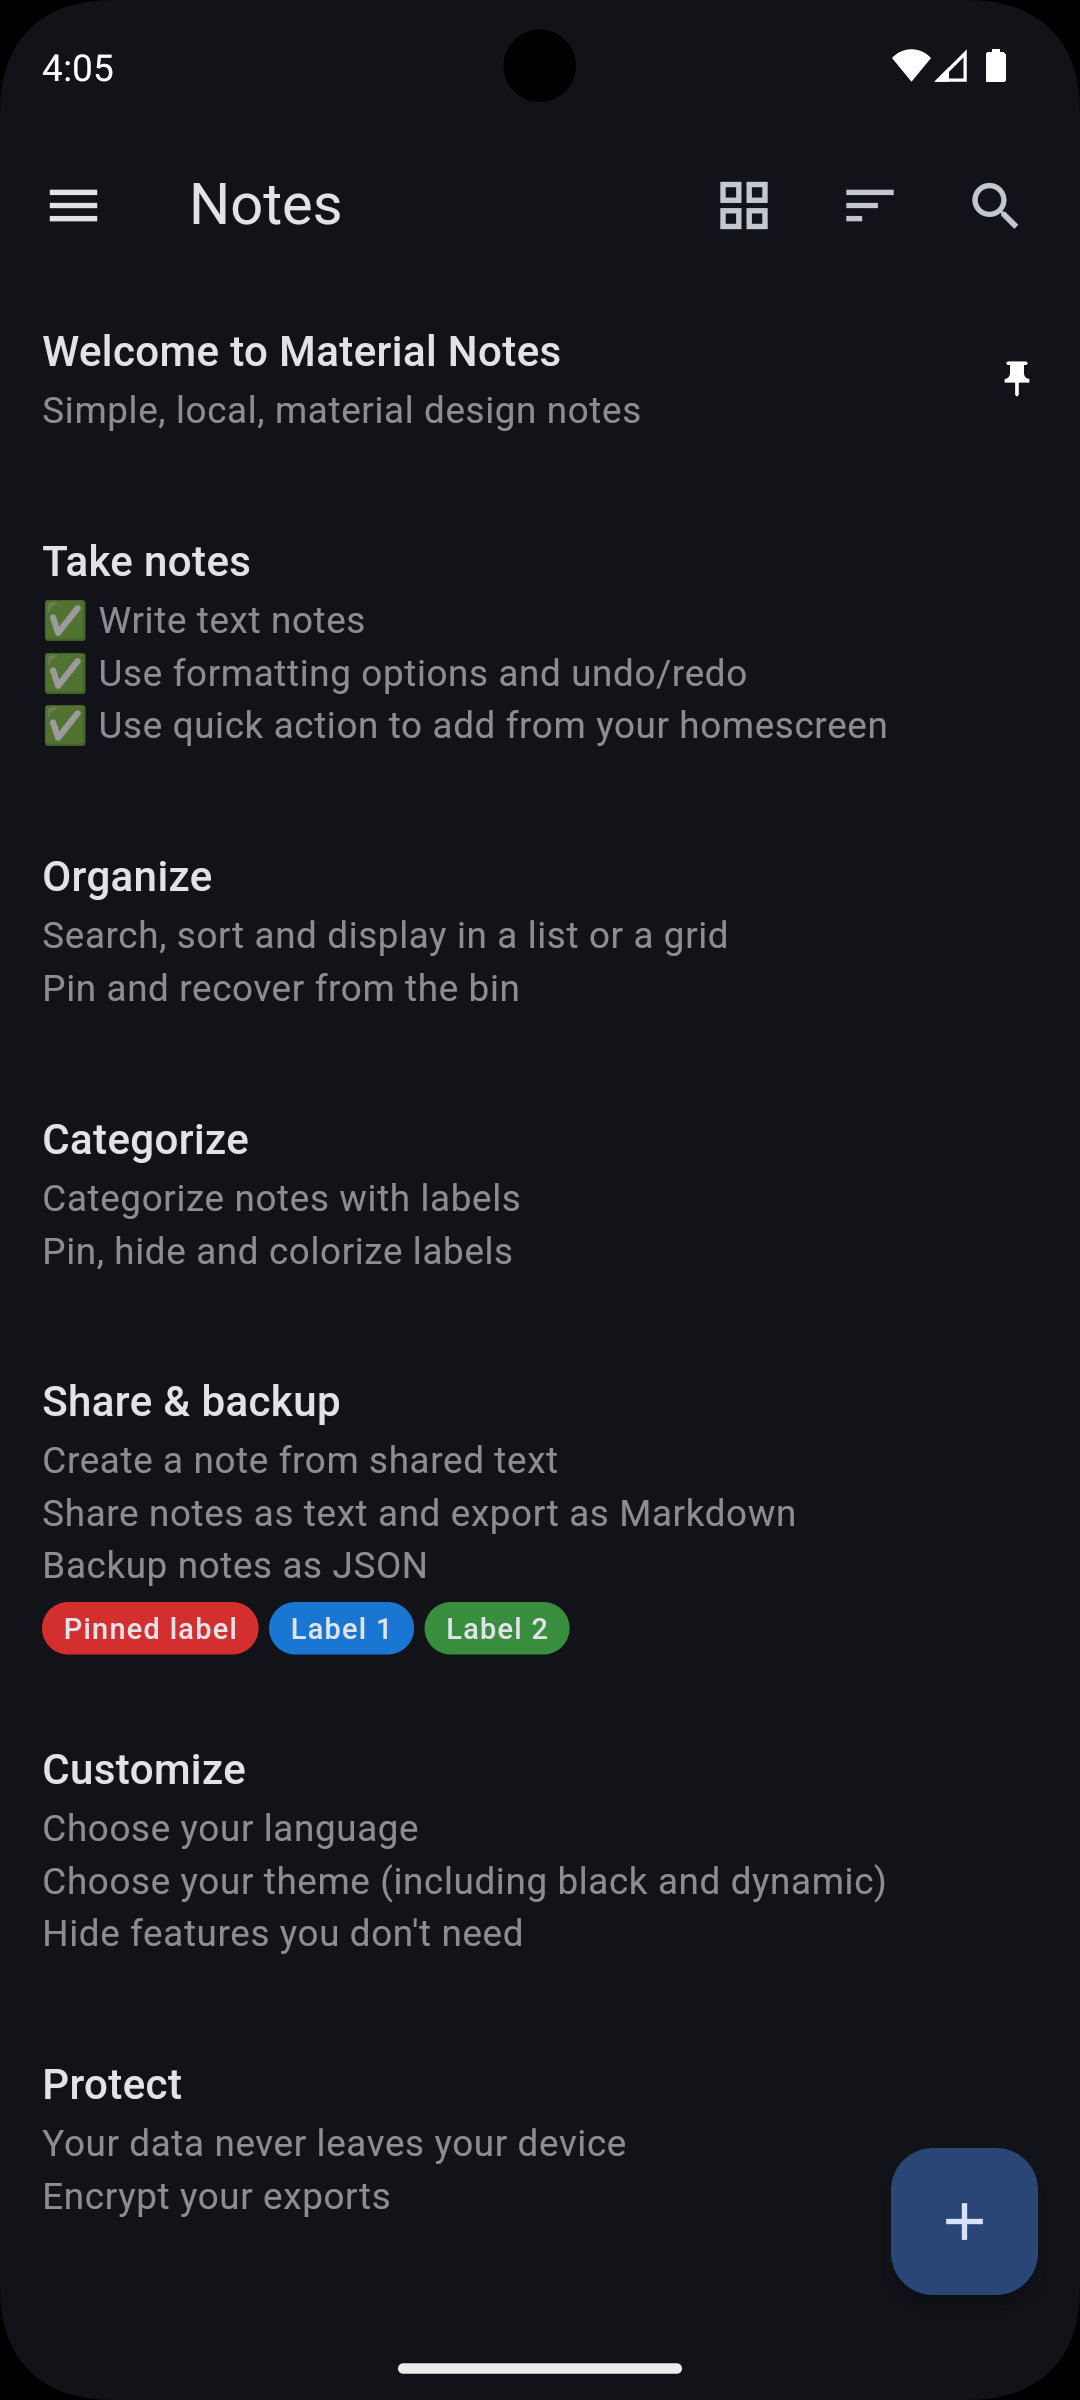 4:05
Notes
Welcome to Material Notes
Simple, local, material design notes
Take notes
✅ Write text notes
✅ Use formatting options and undo/redo
✅ Use quick action to add from your homescreen
Organize
Search, sort and display in a list or a grid
Pin and recover from the bin
Categorize
Categorize notes with labels
Pin, hide and colorize labels
Share & backup
Create a note from shared text
Share notes as text and export as Markdown
Backup notes as JSON
Pinned label Label 1 Label 2
Customize
Choose your language
Choose your theme (including black and dynamic)
Hide features you don't need
Protect
Your data never leaves your device
Encrypt your exports